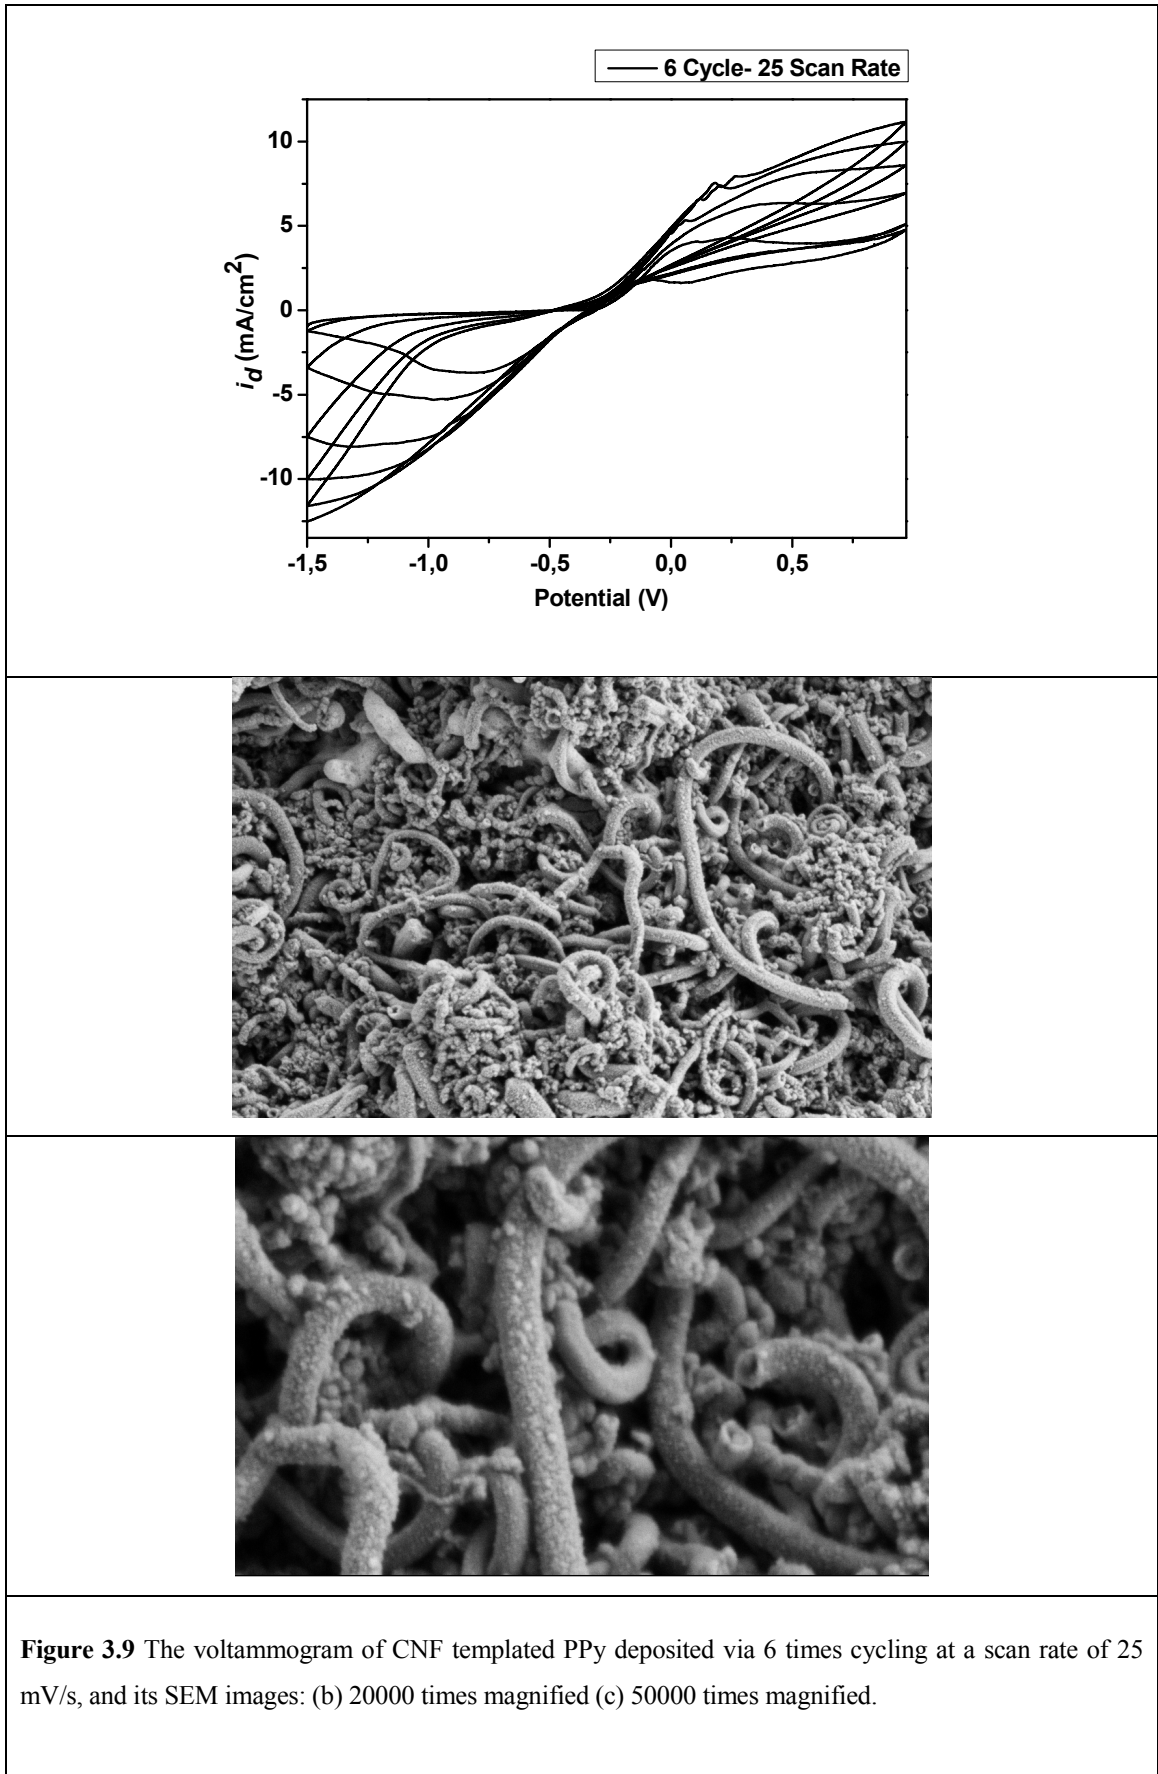 6 Cycle- 25 Scan Rate
10
5
0
-5
-10
i_d (mA/cm²)
-1,5 -1,0 -0,5 0,0 0,5
Potential (V)
Figure 3.9 The voltammogram of CNF templated PPy deposited via 6 times cycling at a scan rate of 25
mV/s, and its SEM images: (b) 20000 times magnified (c) 50000 times magnified.